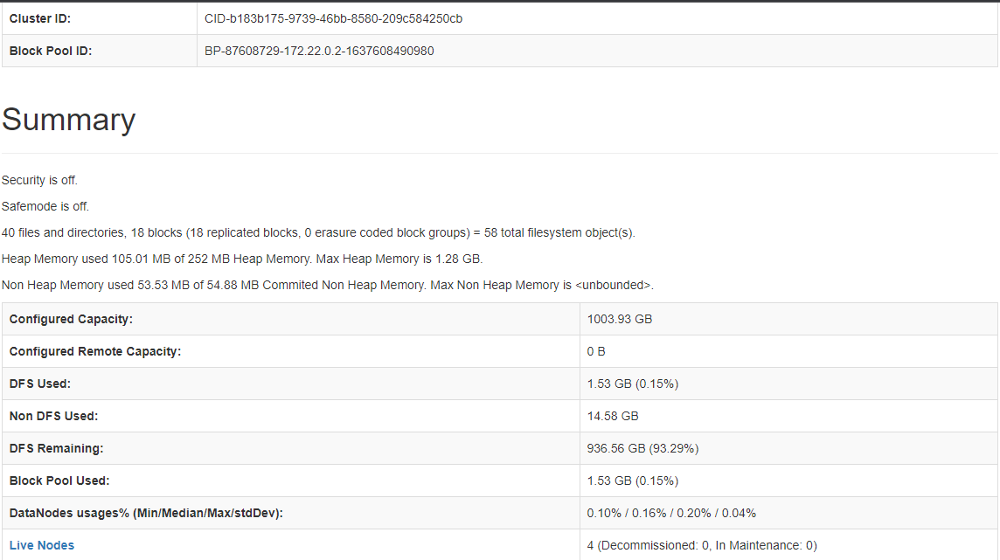 Cluster ID: CID-b183b175-9739-46bb-8580-209c584250cb
Block Pool ID: BP-87608729-172.22.0.2-1637608490980
Summary
Security is off.
Safemode is off.
40 files and directories, 18 blocks (18 replicated blocks, 0 erasure coded block groups) = 58 total filesystem object(s).
Heap Memory used 105.01 MB of 252 MB Heap Memory. Max Heap Memory is 1.28 GB.
Non Heap Memory used 53.53 MB of 54.88 MB Commited Non Heap Memory. Max Non Heap Memory is <unbounded>.
Configured Capacity: 1003.93 GB
Configured Remote Capacity: 0 B
DFS Used: 1.53 GB (0.15%)
Non DFS Used: 14.58 GB
DFS Remaining: 936.56 GB (93.29%)
Block Pool Used: 1.53 GB (0.15%)
DataNodes usages% (Min/Median/Max/stdDev): 0.10% / 0.16% / 0.20% / 0.04%
Live Nodes 4 (Decommissioned: 0, In Maintenance: 0)